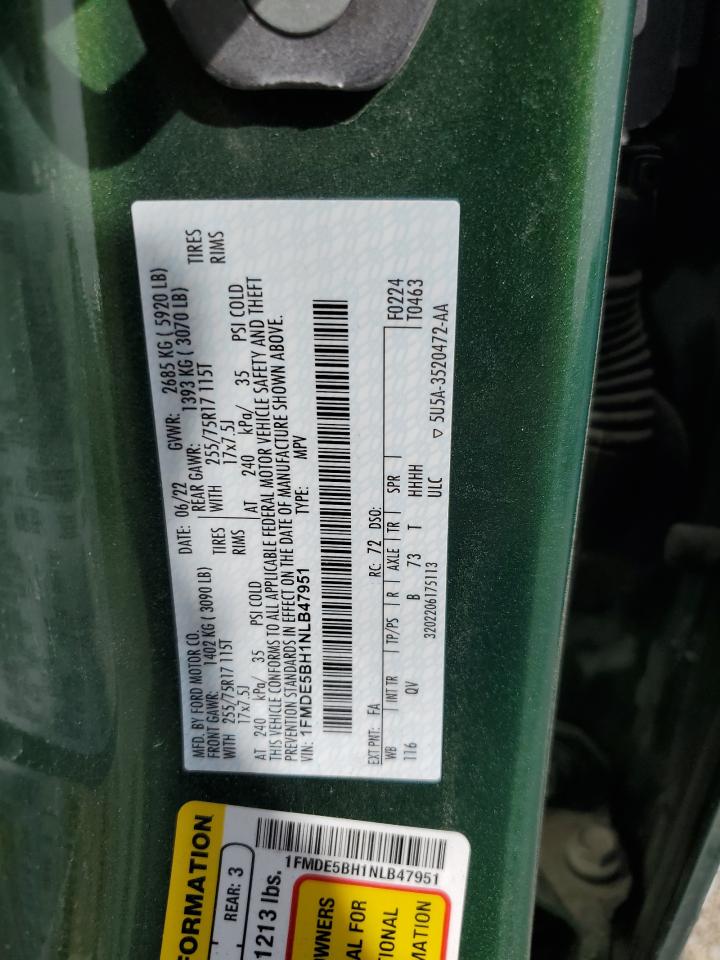 MFD. BY FORD MOTOR CO.
DATE: 06/22 GVWR: 2685 KG ( 5920 LB)
FRONT GAWR: 1402 KG ( 3090 LB) REAR GAWR: 1393 KG ( 3070 LB)
WITH 255/75R17 115T TIRES WITH 255/75R17 115T TIRES
17x7.5J RIMS 17x7.5J RIMS
AT 240 kPa/ 35 PSI COLD AT 240 kPa/ 35 PSI COLD
THIS VEHICLE CONFORMS TO ALL APPLICABLE FEDERAL MOTOR VEHICLE SAFETY AND THEFT
PREVENTION STANDARDS IN EFFECT ON THE DATE OF MANUFACTURE SHOWN ABOVE.
VIN: 1FMDE5BH1NLB47951 TYPE: MPV
EXT PNT: FA RC: 72 DSO: F0224
WB INT TR TP/PS R AXLE TR SPR T0463
116 QV B 73 T HHHH
3202206175113 ULC ▽ 5U5A-3520472-AA
FORMATION
REAR: 3
1213 lbs.
1FMDE5BH1NLB47951
OWNERS
AL FOR
TIONAL
MATION